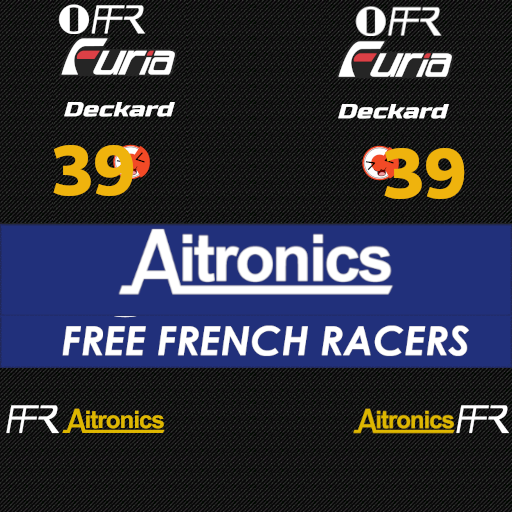 FFR FFR
Furia Furia
Deckard Deckard
39 39
Aitronics
FREE FRENCH RACERS
FFR Aitronics Aitronics FFR